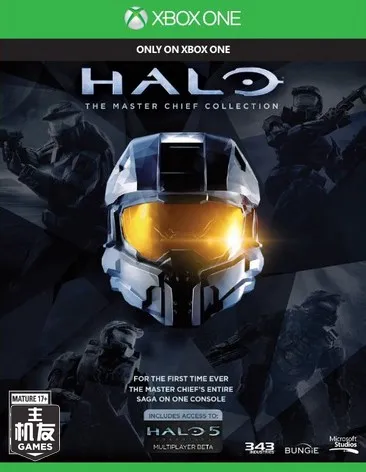 XBOX ONE
ONLY ON XBOX ONE
HALO
THE MASTER CHIEF COLLECTION
FOR THE FIRST TIME EVER
THE MASTER CHIEF'S ENTIRE
SAGA ON ONE CONSOLE
INCLUDES ACCESS TO:
HALO 5
MULTIPLAYER BETA
MATURE 17+
主
机友
GAMES
343
INDUSTRIES
BUNGIE
Microsoft
Studios